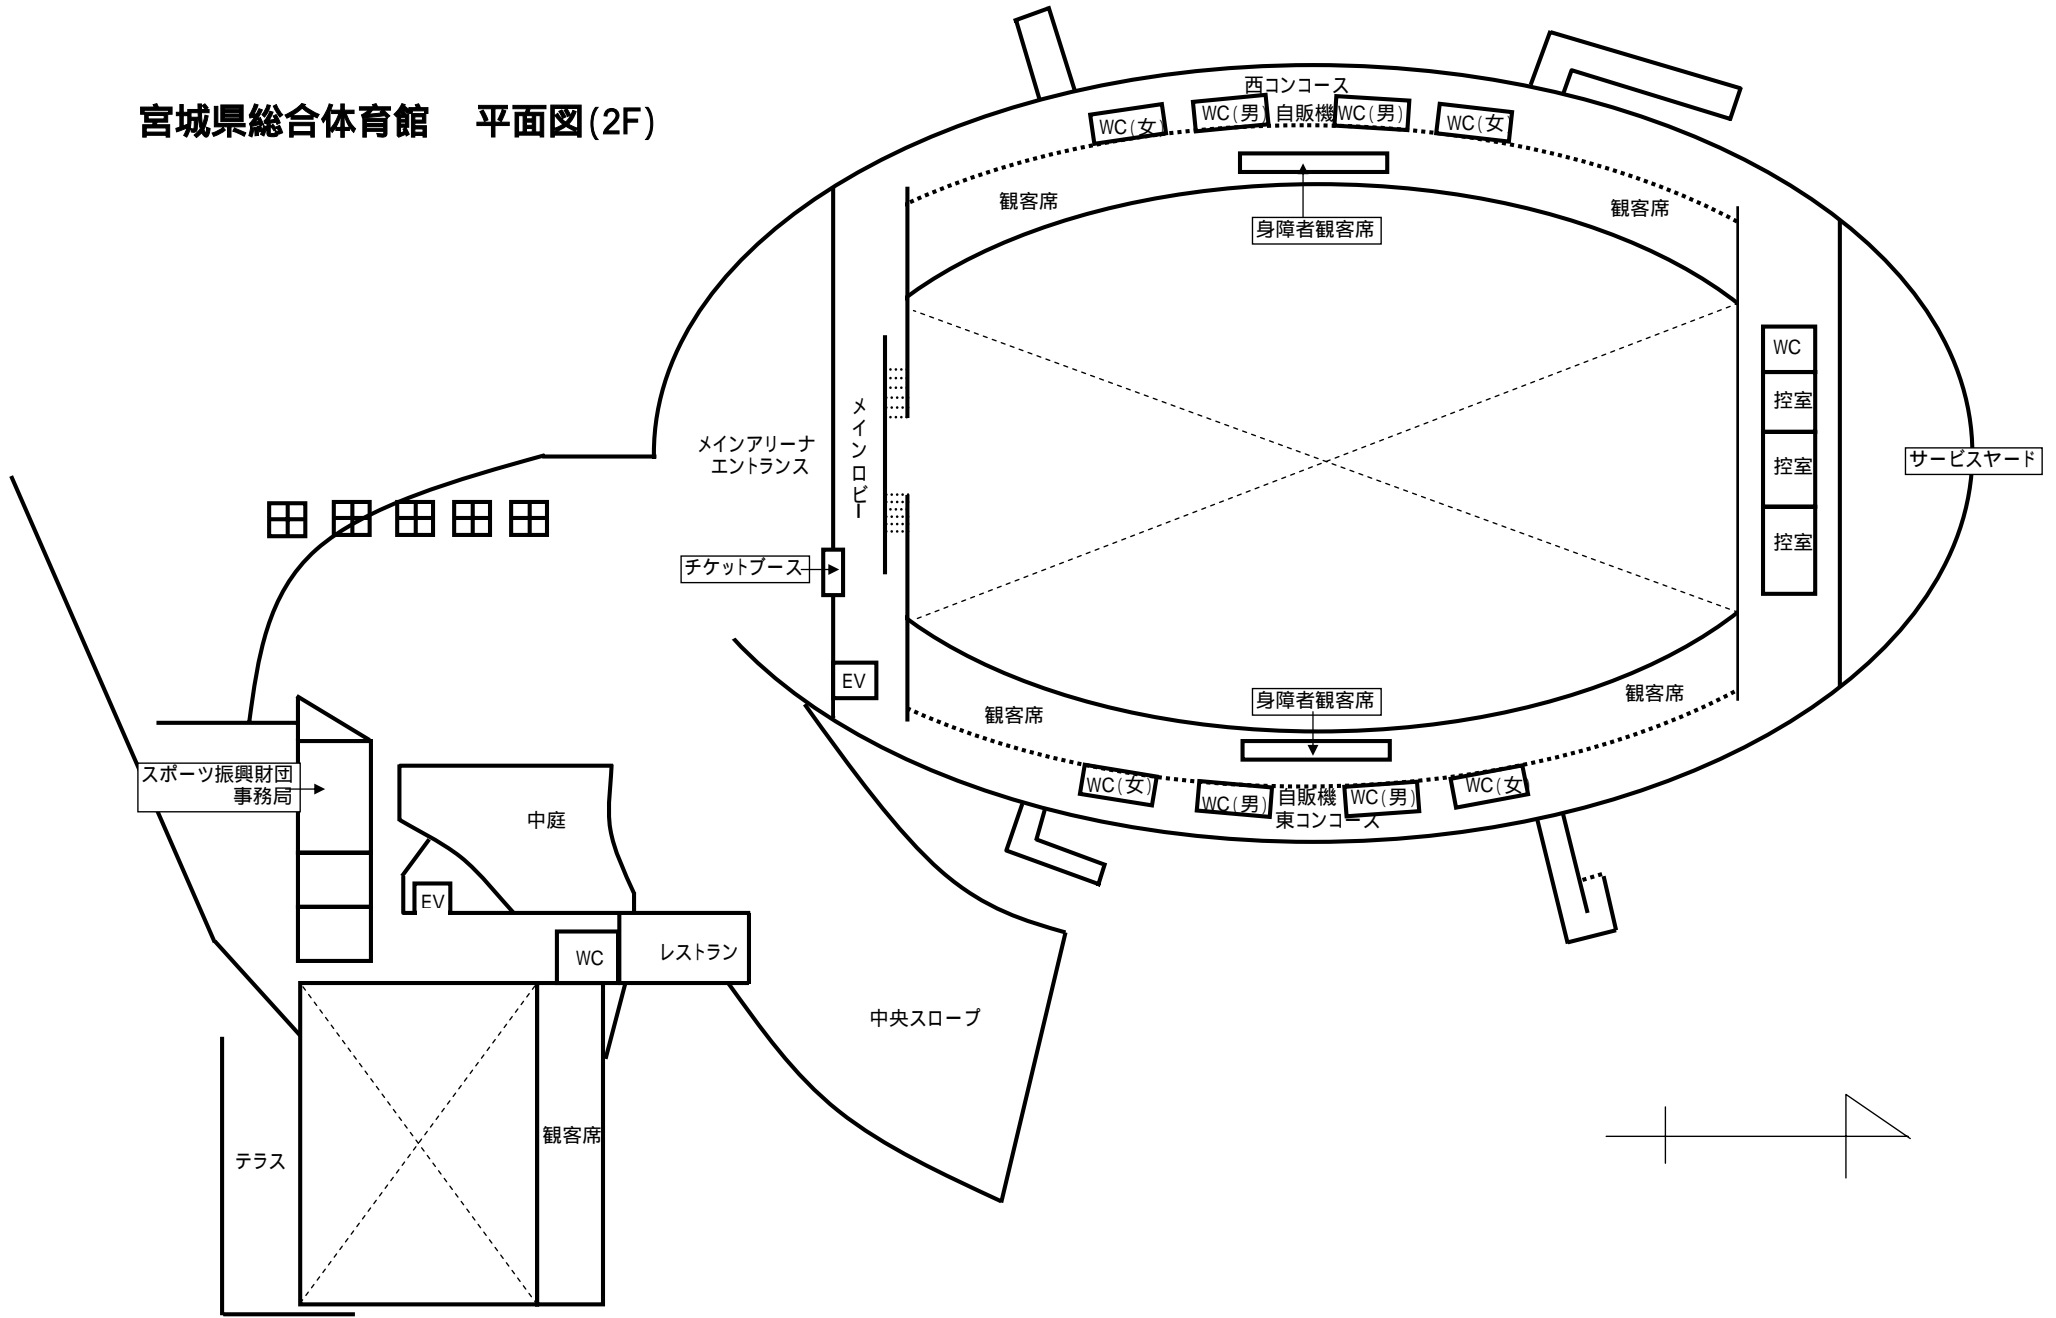 宮城県総合体育館　平面図(2F)
西コンコース
WC(女)
WC(男)
自販機
WC(男)
WC(女)
観客席
観客席
身障者観客席
WC
控室
控室
控室
サービスヤード
メインアリーナ
エントランス
メインロビー
チケットブース
EV
観客席
身障者観客席
観客席
WC(女)
WC(男)
自販機
WC(男)
WC(女)
東コンコース
スポーツ振興財団
事務局
中庭
EV
WC
レストラン
中央スロープ
観客席
テラス